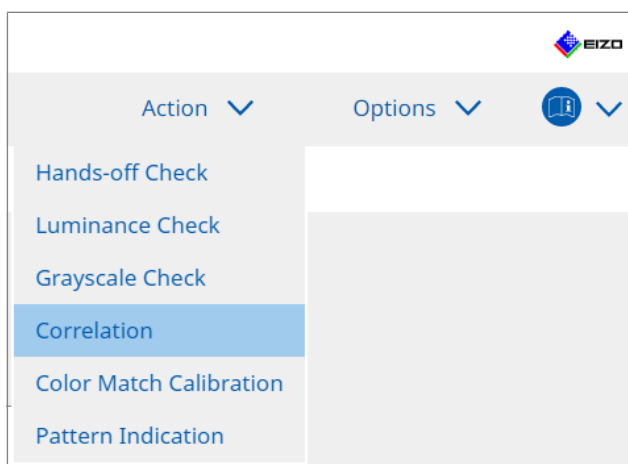 EIZO
Action Options
Hands-off Check
Luminance Check
Grayscale Check
Correlation
Color Match Calibration
Pattern Indication